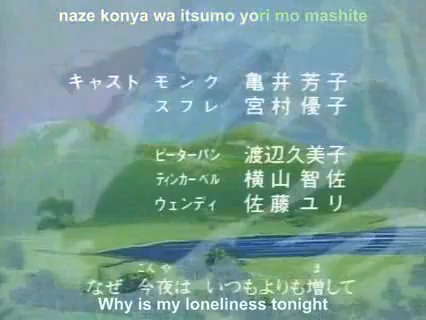 naze konya wa itsumo yori mo mashite
キャスト モンク 亀井芳子
スフレ 宮村優子
ピーターパン 渡辺久美子
ティンカーベル 横山智佐
ウェンディ 佐藤ユリ
こんや ま
なぜ 今夜は いつもよりも増して
Why is my loneliness tonight